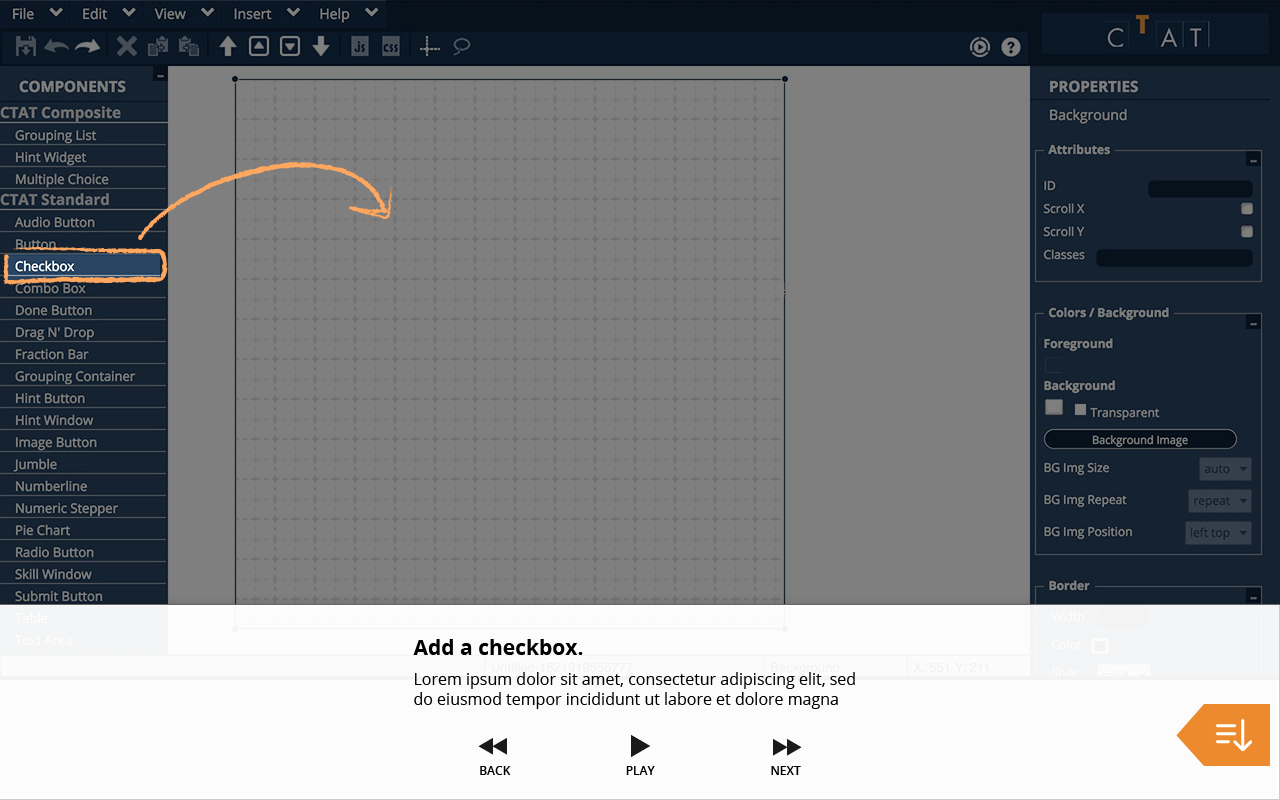 File Edit View Insert Help
JS CSS ?
C T A T
COMPONENTS
CTAT Composite
Grouping List
Hint Widget
Multiple Choice
CTAT Standard
Audio Button
Button
Checkbox
Combo Box
Done Button
Drag N' Drop
Fraction Bar
Grouping Container
Hint Button
Hint Window
Image Button
Jumble
Numberline
Numeric Stepper
Pie Chart
Radio Button
Skill Window
Submit Button
Table
Text Area
PROPERTIES
Background
Attributes
ID
Scroll X
Scroll Y
Classes
Colors / Background
Foreground
Background
Transparent
Background Image
BG Img Size auto
BG Img Repeat repeat
BG Img Position left top
Border
Width
Color
Style
Background X: 551 Y: 211
Add a checkbox.
Lorem ipsum dolor sit amet, consectetur adipiscing elit, sed
do eiusmod tempor incididunt ut labore et dolore magna
BACK PLAY NEXT